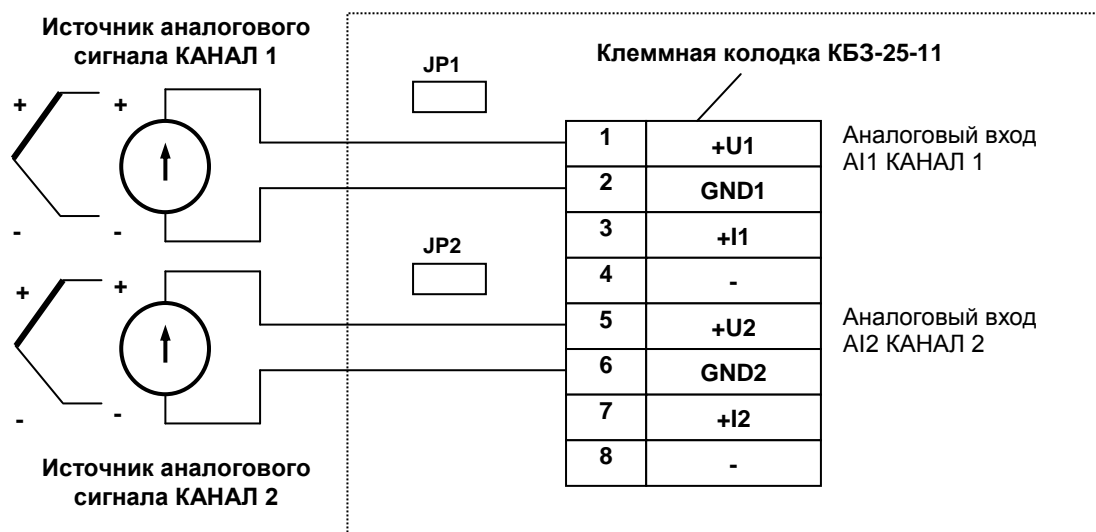 Источник аналогового
сигнала КАНАЛ 1
JP1
Клеммная колодка КБЗ-25-11
+ +
1 +U1
Аналоговый вход
AI1 КАНАЛ 1
2 GND1
- -
3 +I1
JP2
4 -
+ +
5 +U2
Аналоговый вход
AI2 КАНАЛ 2
6 GND2
- -
7 +I2
8 -
Источник аналогового
сигнала КАНАЛ 2